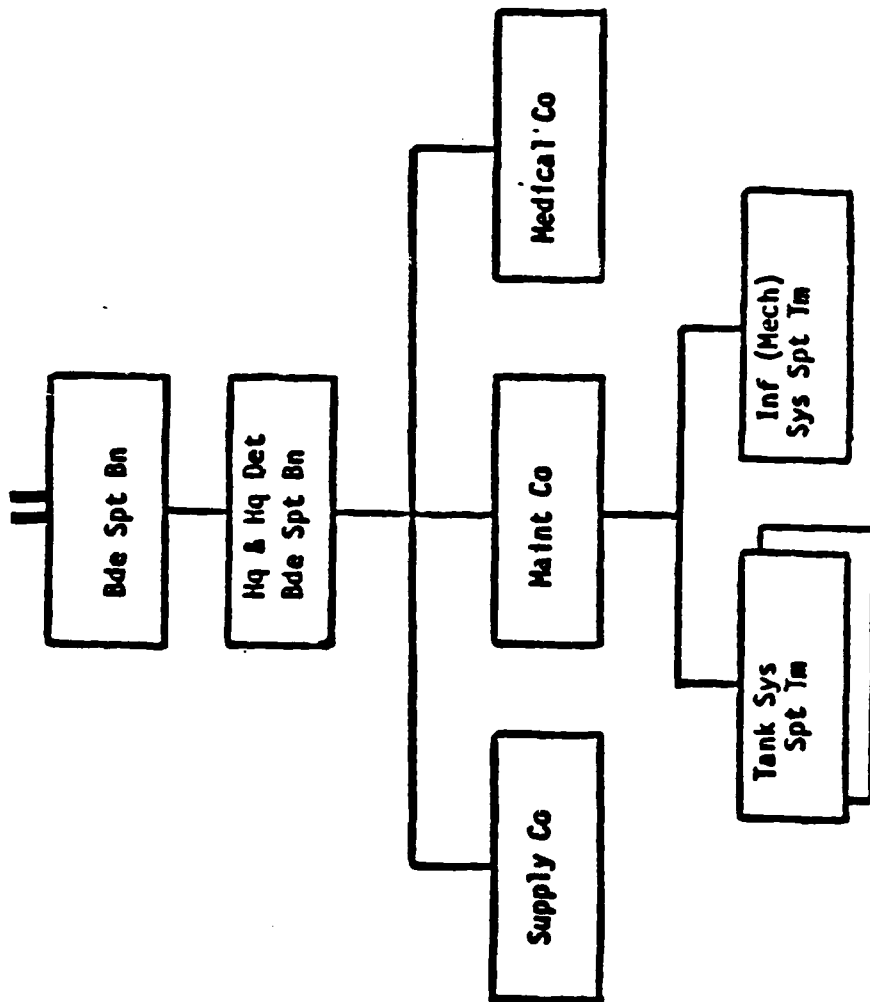 Bde Spt Bn
Hq & Hq Det
Bde Spt Bn
Supply Co
Maint Co
Medical Co
Tank Sys
Spt Tm
Inf (Mech)
Sys Spt Tm